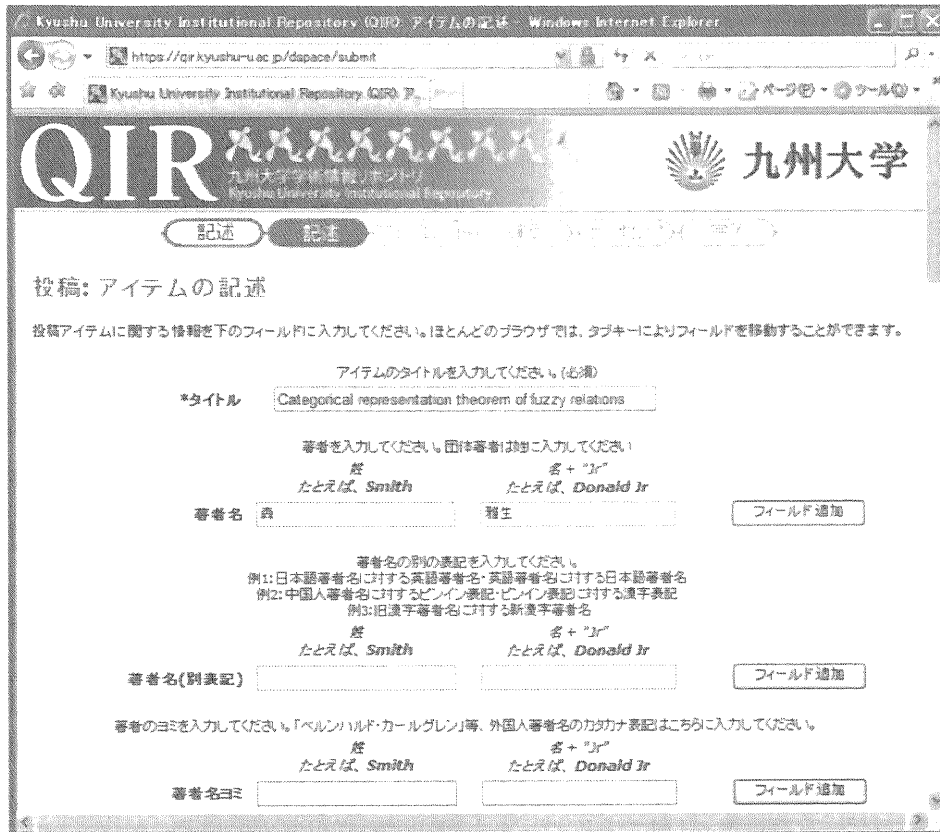 Kyushu University Institutional Repository (QIR): アイテムの記述 - Windows Internet Explorer
https://qir.kyushu-u.ac.jp/dspace/submit
Kyushu University Institutional Repository (QIR): ア...
ページ(P) ツール(O)
QIR
九州大学学術情報リポジトリ
Kyushu University Institutional Repository
九州大学
記述 記述
投稿: アイテムの記述
投稿アイテムに関する情報を下のフィールドに入力してください。ほとんどのブラウザでは、タブキーによりフィールドを移動することができます。
アイテムのタイトルを入力してください。(必須)
*タイトル Categorical representation theorem of fuzzy relations
著者を入力してください。団体著者は姓に入力してください
姓 名 + "Jr"
たとえば、Smith たとえば、Donald Jr
著者名 森 雅生 フィールド追加
著者名の別の表記を入力してください。
例1:日本語著者名に対する英語著者名・英語著者名に対する日本語著者名
例2:中国人著者名に対するピンイン表記・ピンイン表記に対する漢字表記
例3:旧漢字著者名に対する新漢字著者名
姓 名 + "Jr"
たとえば、Smith たとえば、Donald Jr
著者名(別表記) フィールド追加
著者のヨミを入力してください。「ベルンハルド・カールグレン」等、外国人著者名のカタカナ表記はこちらに入力してください。
姓 名 + "Jr"
たとえば、Smith たとえば、Donald Jr
著者名ヨミ フィールド追加